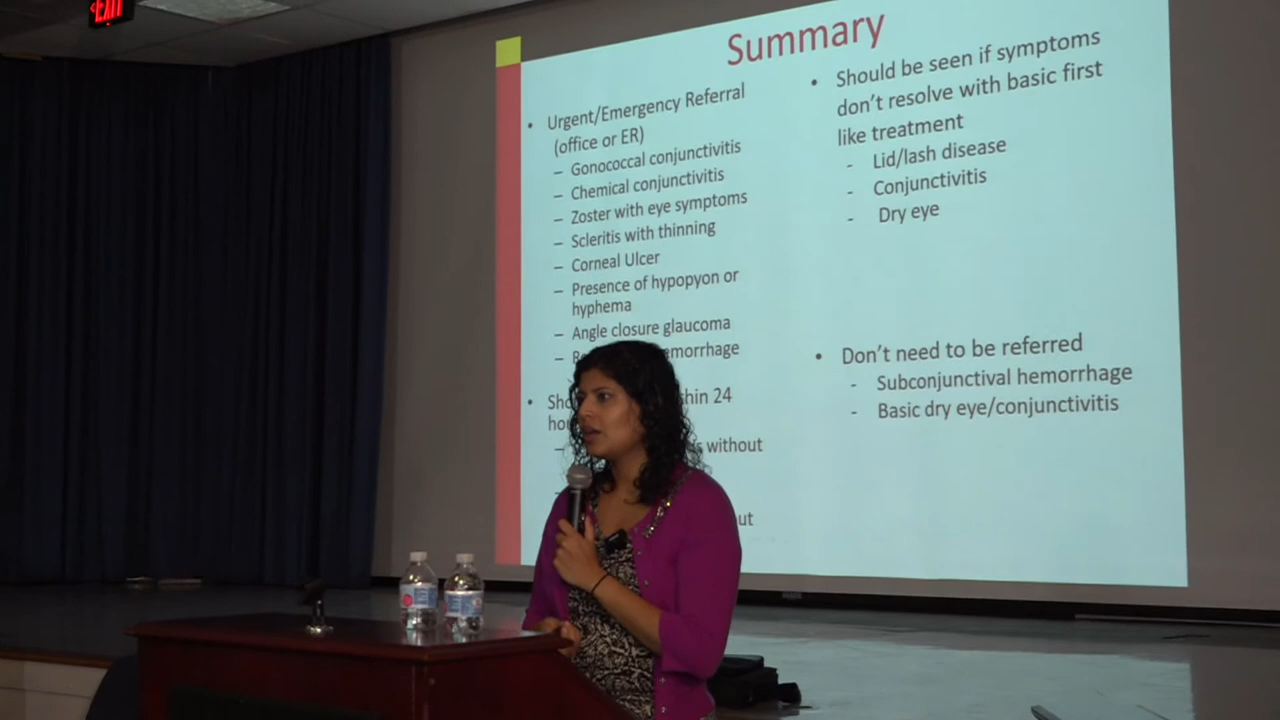 EXIT
Summary
• Urgent/Emergency Referral
(office or ER)
– Gonococcal conjunctivitis
– Chemical conjunctivitis
– Zoster with eye symptoms
– Scleritis with thinning
– Corneal Ulcer
– Presence of hypopyon or
hyphema
– Angle closure glaucoma
–
• 24
– without
–
• Should be seen if symptoms
don't resolve with basic first
like treatment
- Lid/lash disease
- Conjunctivitis
- Dry eye
• Don't need to be referred
- Subconjunctival hemorrhage
- Basic dry eye/conjunctivitis